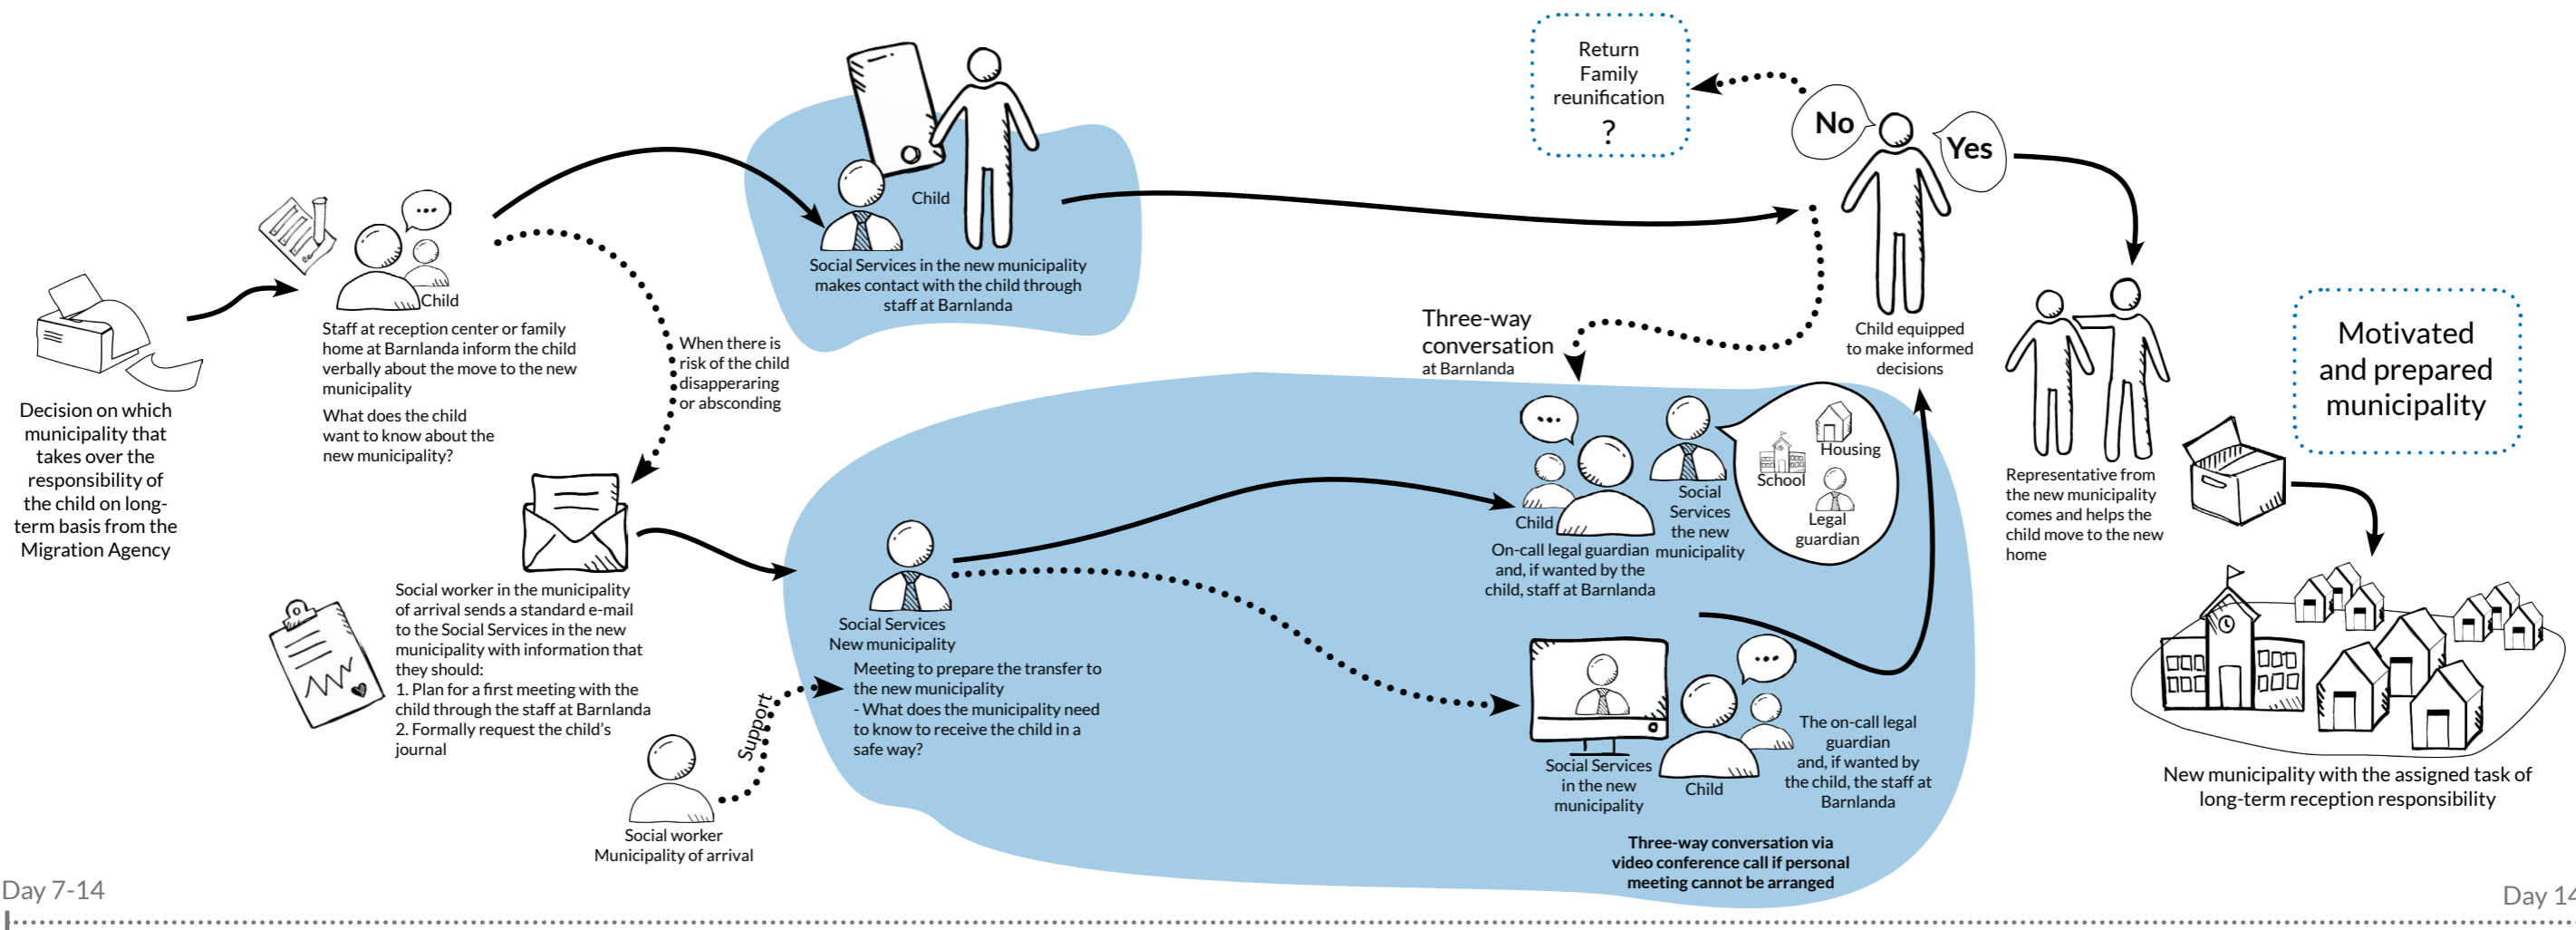 Decision on which
municipality that
takes over the
responsibility of
the child on long-
term basis from the
Migration Agency
Child
Staff at reception center or family
home at Barnlanda inform the child
verbally about the move to the new
municipality
What does the child
want to know about the
new municipality?
When there is
risk of the child
disapperaring
or absconding
Social worker in the municipality
of arrival sends a standard e-mail
to the Social Services in the new
municipality with information that
they should:
1. Plan for a first meeting with the
child through the staff at Barnlanda
2. Formally request the child's
journal
Social worker
Municipality of arrival
Support
Child
Social Services in the new municipality
makes contact with the child through
staff at Barnlanda
Social Services
New municipality
Meeting to prepare the transfer to
the new municipality
- What does the municipality need
to know to receive the child in a
safe way?
Return
Family
reunification
?
No
Yes
Child equipped
to make informed
decisions
Three-way
conversation
at Barnlanda
Child
On-call legal guardian
and, if wanted by the
child, staff at Barnlanda
Social
Services
the new
municipality
Housing
School
Legal
guardian
Social Services
in the new
municipality
Child
The on-call legal
guardian
and, if wanted by
the child, the staff at
Barnlanda
Three-way conversation via
video conference call if personal
meeting cannot be arranged
Representative from
the new municipality
comes and helps the
child move to the new
home
Motivated
and prepared
municipality
New municipality with the assigned task of
long-term reception responsibility
Day 7-14
Day 14